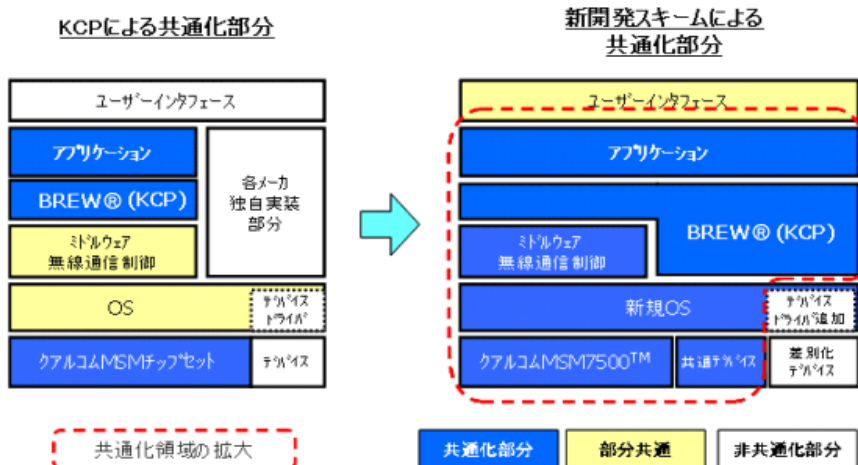 KCPによる共通化部分
ユーザーインタフェース
アプリケーション
BREW® (KCP)
ミドルウェア
無線通信制御
各メーカ
独自実装
部分
OS
デバイス
ドライバ
クアルコムMSMチップセット
デバイス
新開発スキームによる
共通化部分
ユーザーインタフェース
アプリケーション
BREW® (KCP)
ミドルウェア
無線通信制御
新規OS
デバイス
ドライバ追加
クアルコムMSM7500™
共通デバイス
差別化
デバイス
共通化領域の拡大
共通化部分
部分共通
非共通化部分